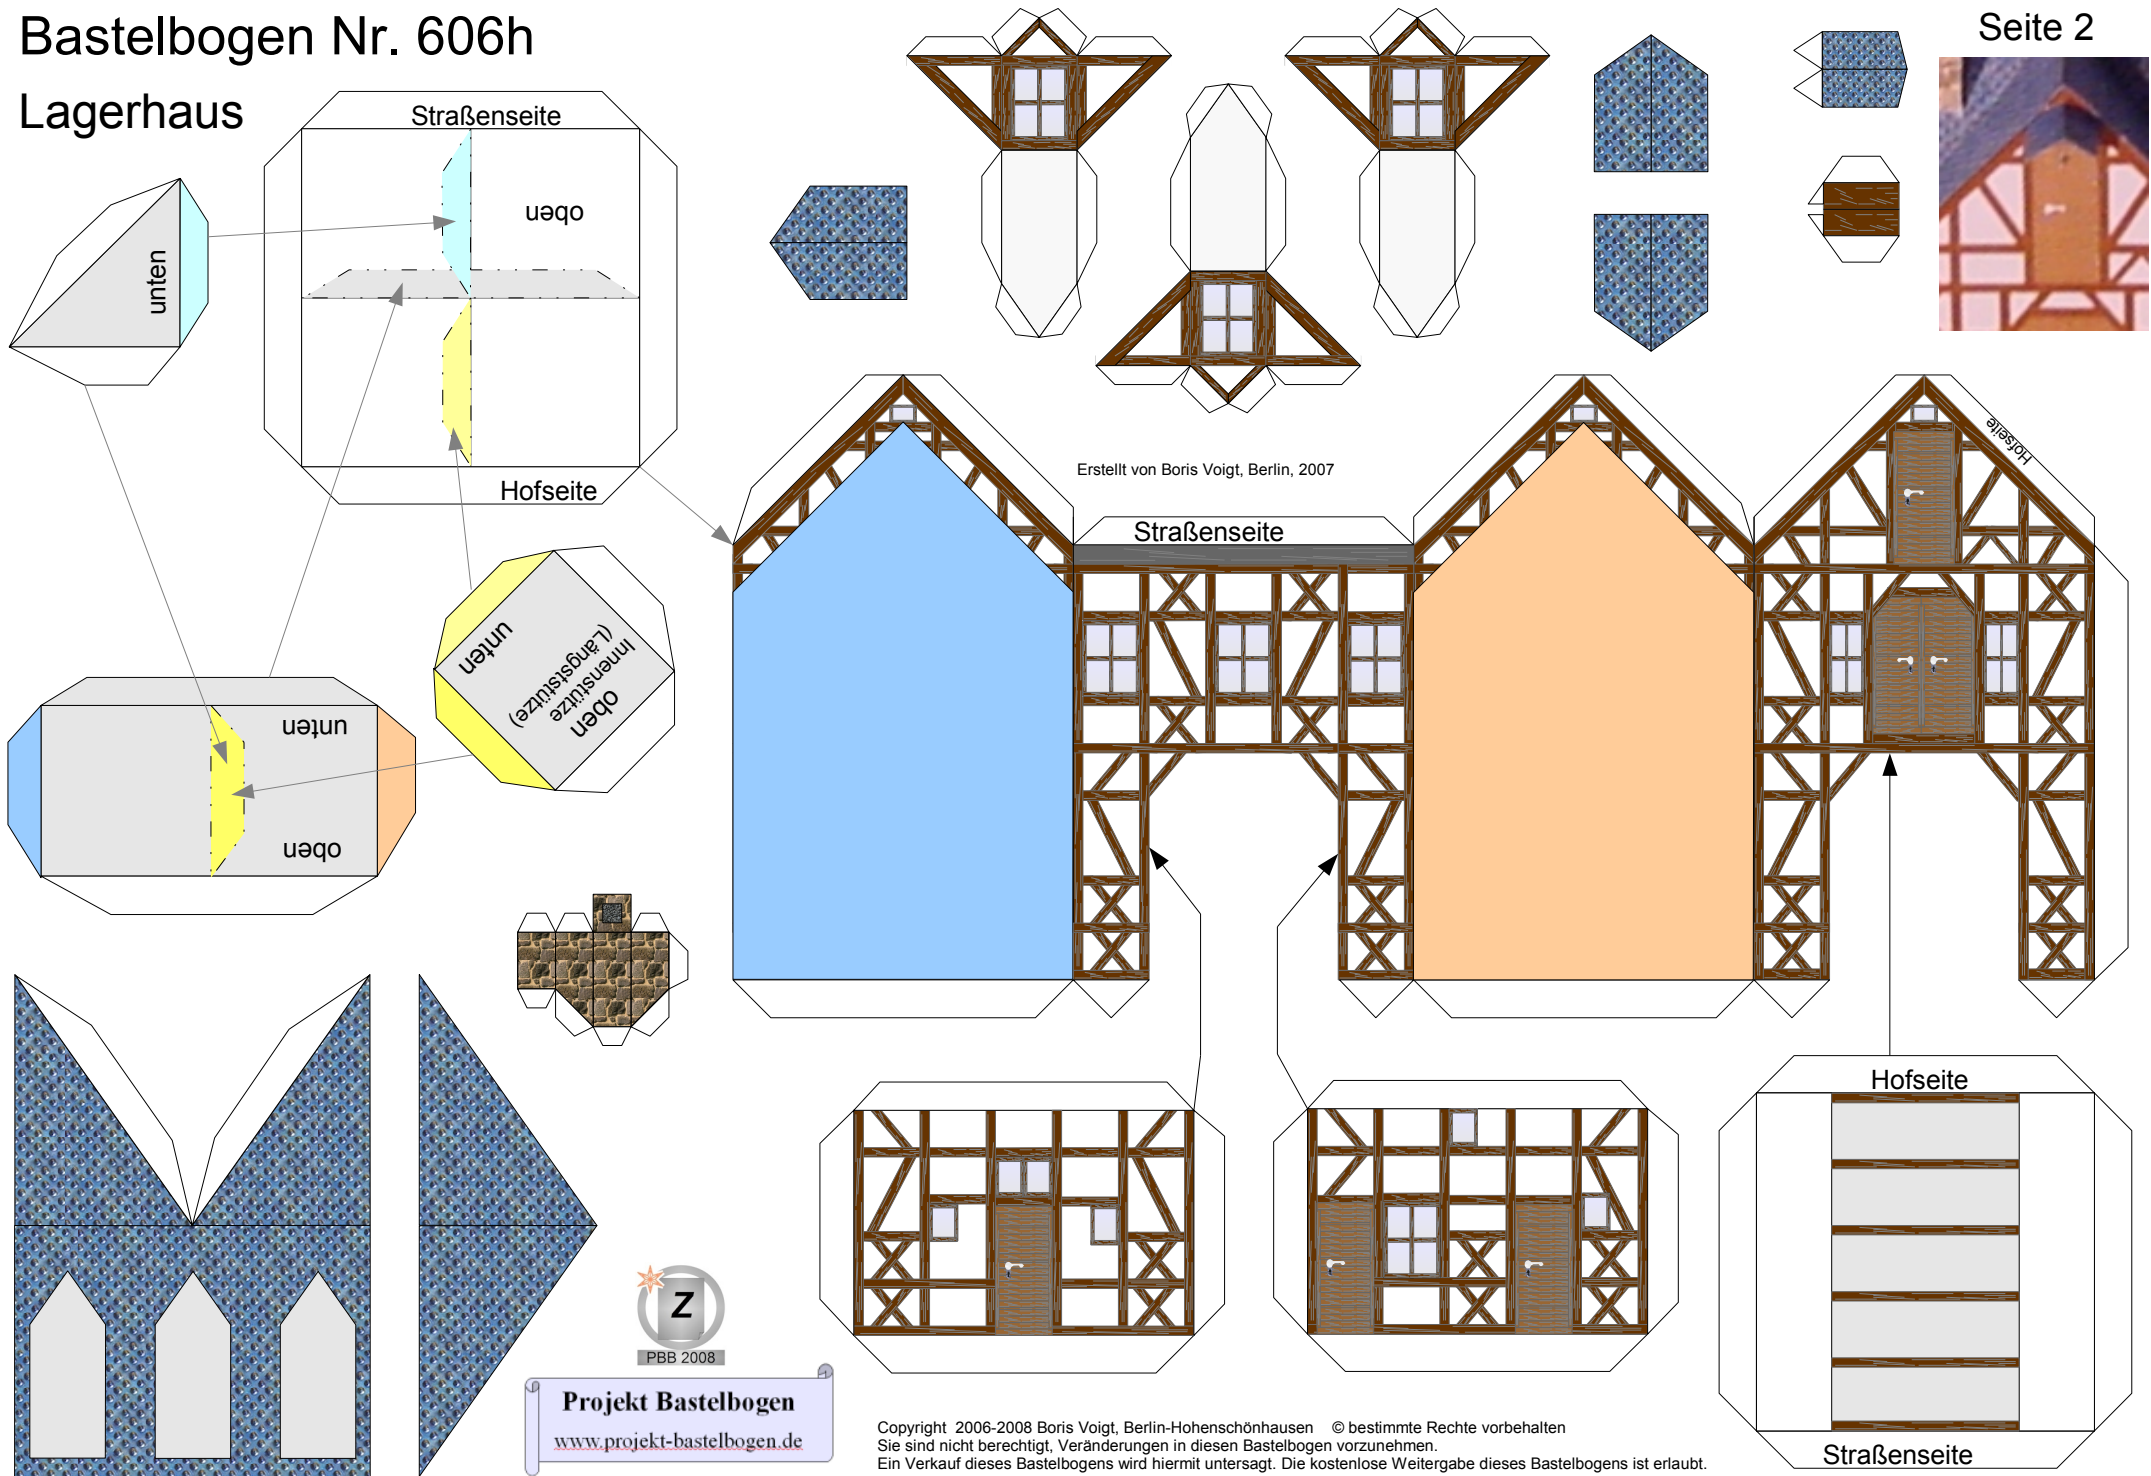 Bastelbogen Nr. 606h
Seite 2
Lagerhaus
Straßenseite
oben
unten
Hofseite
Hofseite
Erstellt von Boris Voigt, Berlin, 2007
Straßenseite
unten
Innenstütze
(Längststütze)
oben
unten
oben
Hofseite
Straßenseite
Z
PBB 2008
Projekt Bastelbogen
www.projekt-bastelbogen.de
Copyright 2006-2008 Boris Voigt, Berlin-Hohenschönhausen © bestimmte Rechte vorbehalten
Sie sind nicht berechtigt, Veränderungen in diesen Bastelbogen vorzunehmen.
Ein Verkauf dieses Bastelbogens wird hiermit untersagt. Die kostenlose Weitergabe dieses Bastelbogens ist erlaubt.